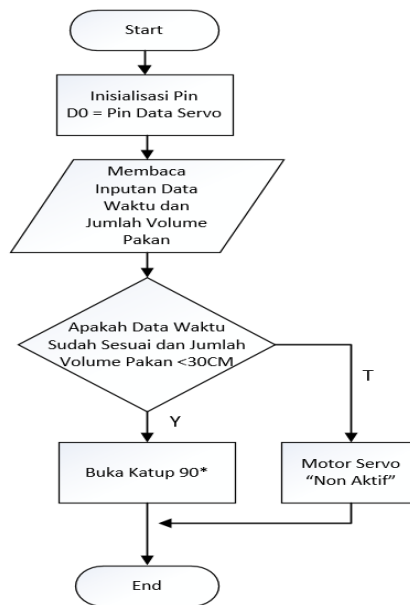 Start
Inisialisasi Pin
D0 = Pin Data Servo
Membaca
Inputan Data
Waktu dan
Jumlah Volume
Pakan
Apakah Data Waktu
Sudah Sesuai dan Jumlah
Volume Pakan <30CM
T
Y
Buka Katup 90*
Motor Servo
“Non Aktif”
End